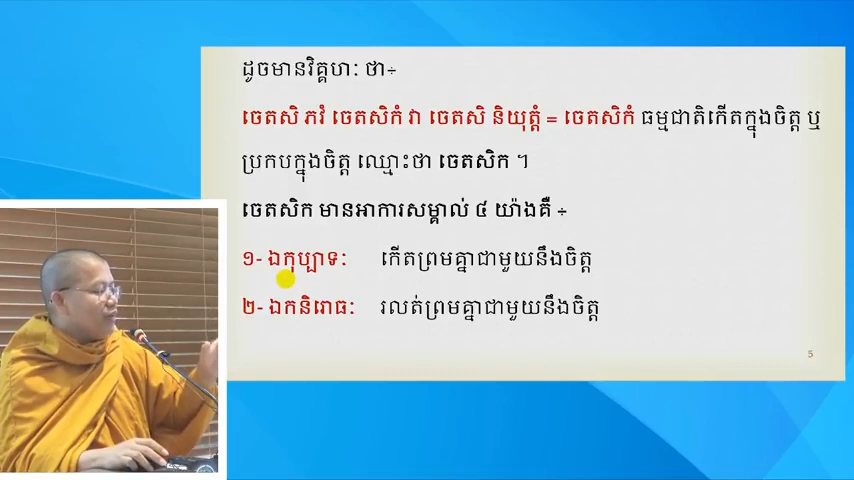 ដូចមានវិគ្គហៈ ថា÷
ចេតសិ ភវំ ចេតសិកំ វា ចេតសិ និយុត្តំ = ចេតសិកំ ធម្មជាតិកើតក្នុងចិត្ត ឬ
ប្រកបក្នុងចិត្ត ឈ្មោះថា ចេតសិក ។
ចេតសិក មានអាការសម្គាល់ ៤ យ៉ាងគឺ ÷
១- ឯកុប្បាទៈ កើតព្រមគ្នាជាមួយនឹងចិត្ត
២- ឯកនិរោធៈ រលត់ព្រមគ្នាជាមួយនឹងចិត្ត
5